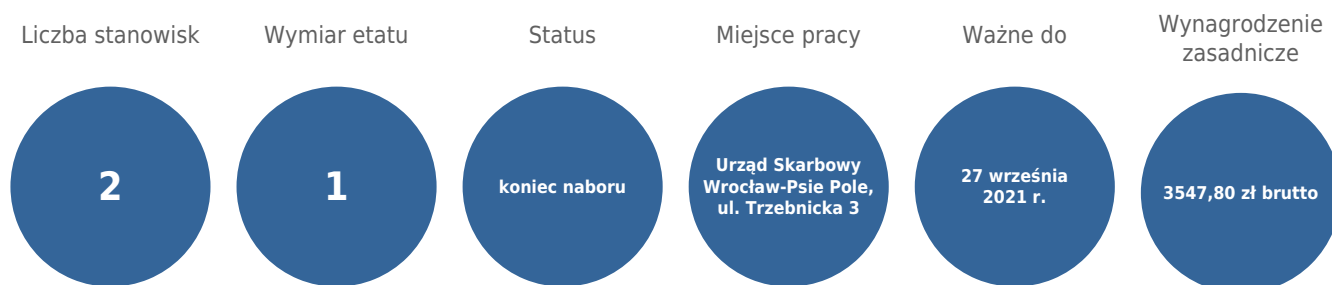 Liczba stanowisk
2
Wymiar etatu
1
Status
koniec naboru
Miejsce pracy
Urząd Skarbowy
Wrocław-Psie Pole,
ul. Trzebnicka 3
Ważne do
27 września
2021 r.
Wynagrodzenie
zasadnicze
3547,80 zł brutto